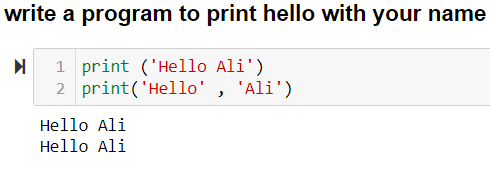 write a program to print hello with your name
1 print ('Hello Ali')
2 print('Hello' , 'Ali')
Hello Ali
Hello Ali